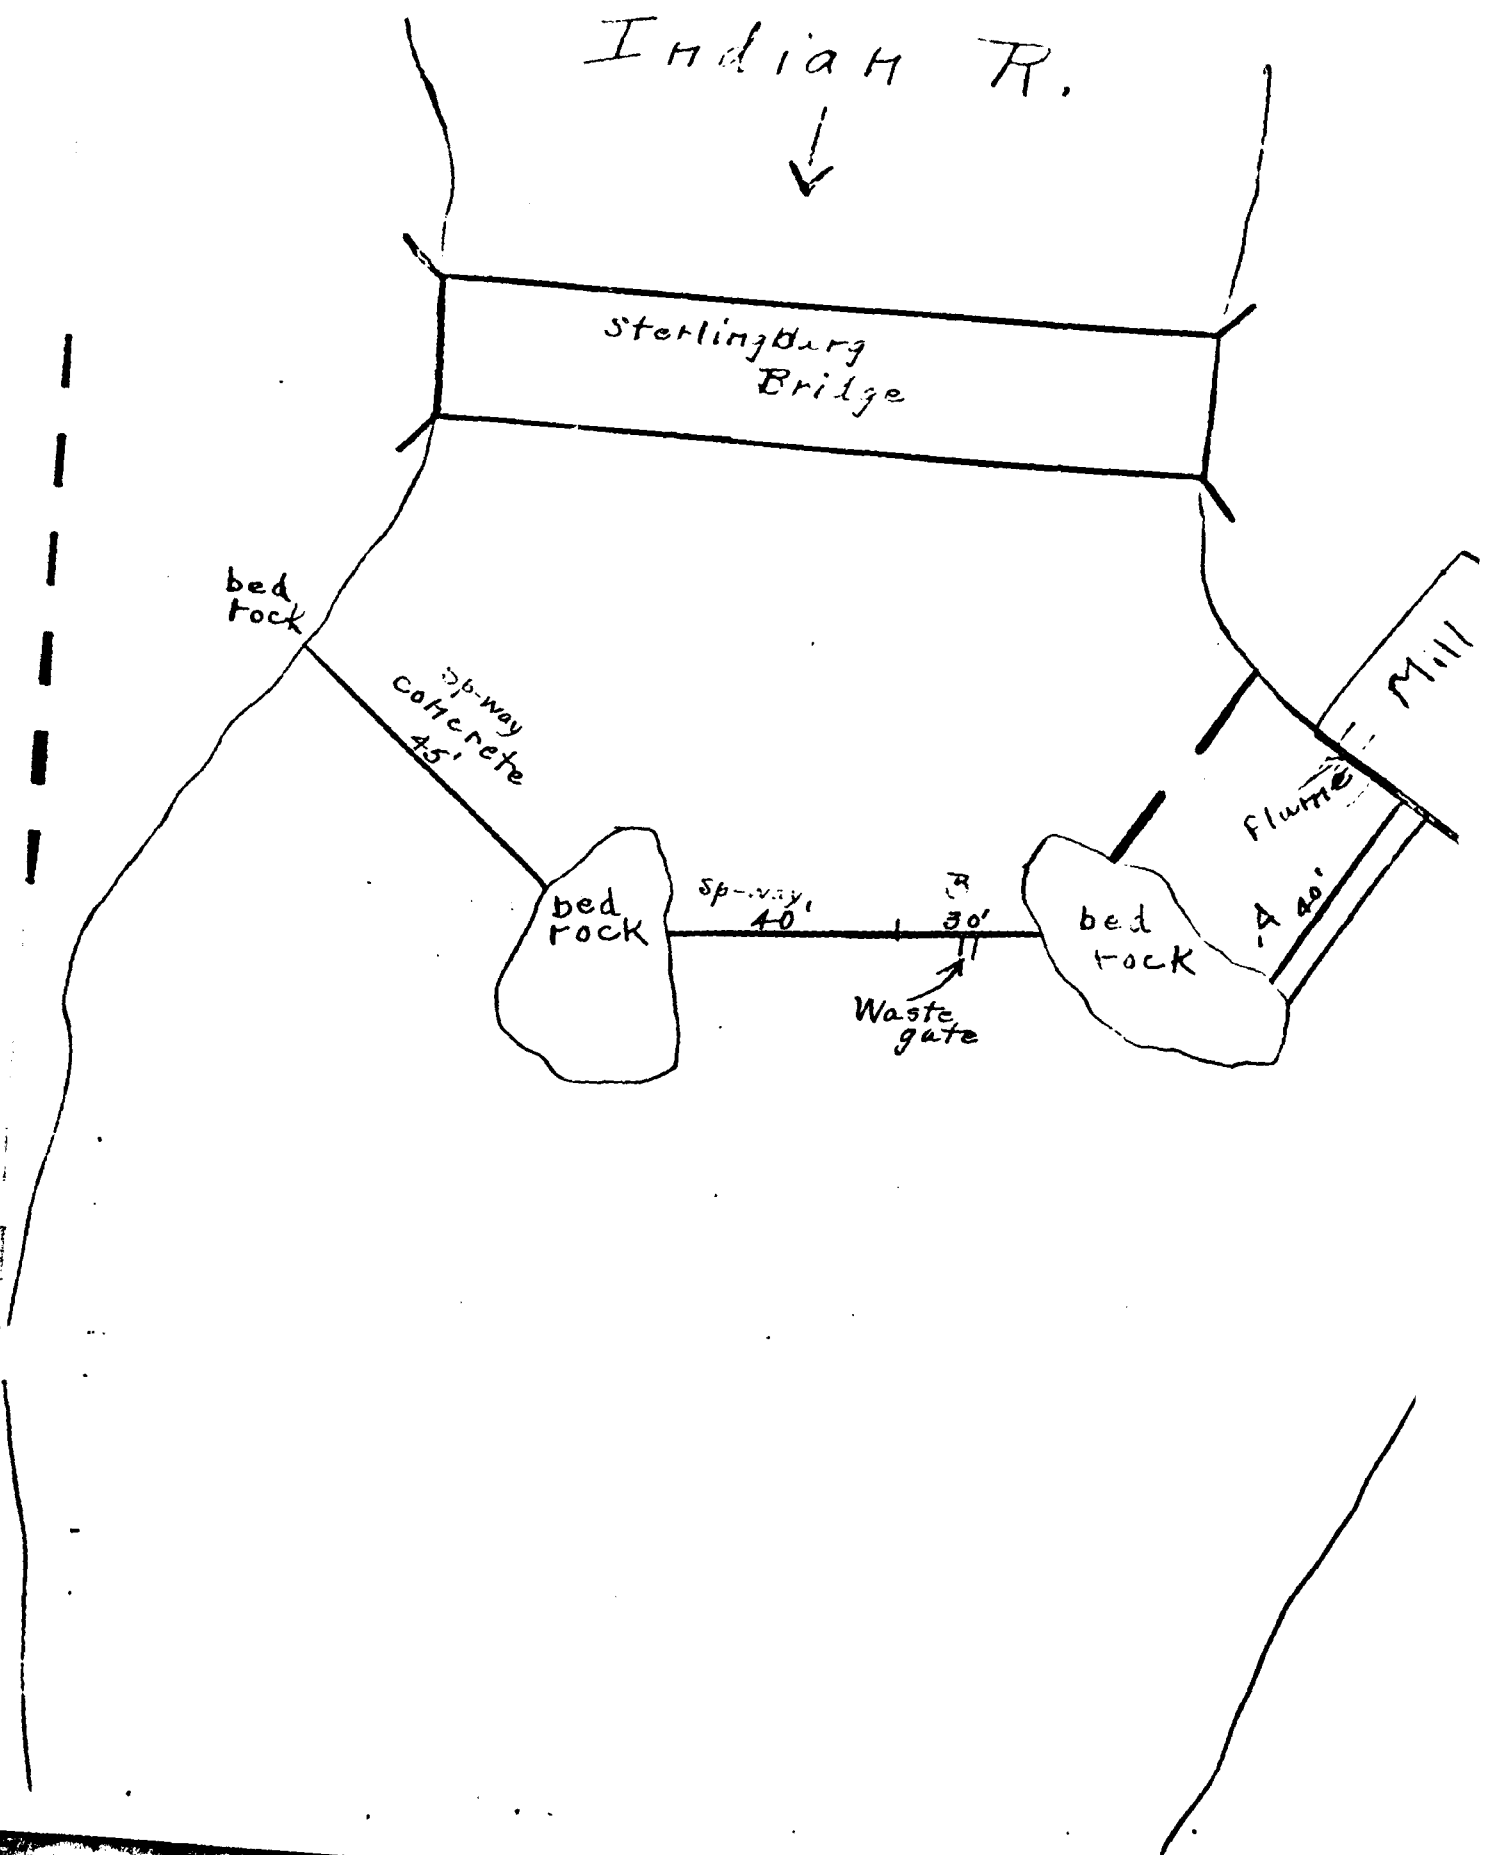 Indian R.
Sterlingburg
Bridge
bed
rock
Sp-way
concrete
45'
Mill
Flume
bed
rock
Sp-way
40'
B
30'
bed
rock
A
40'
Waste
gate